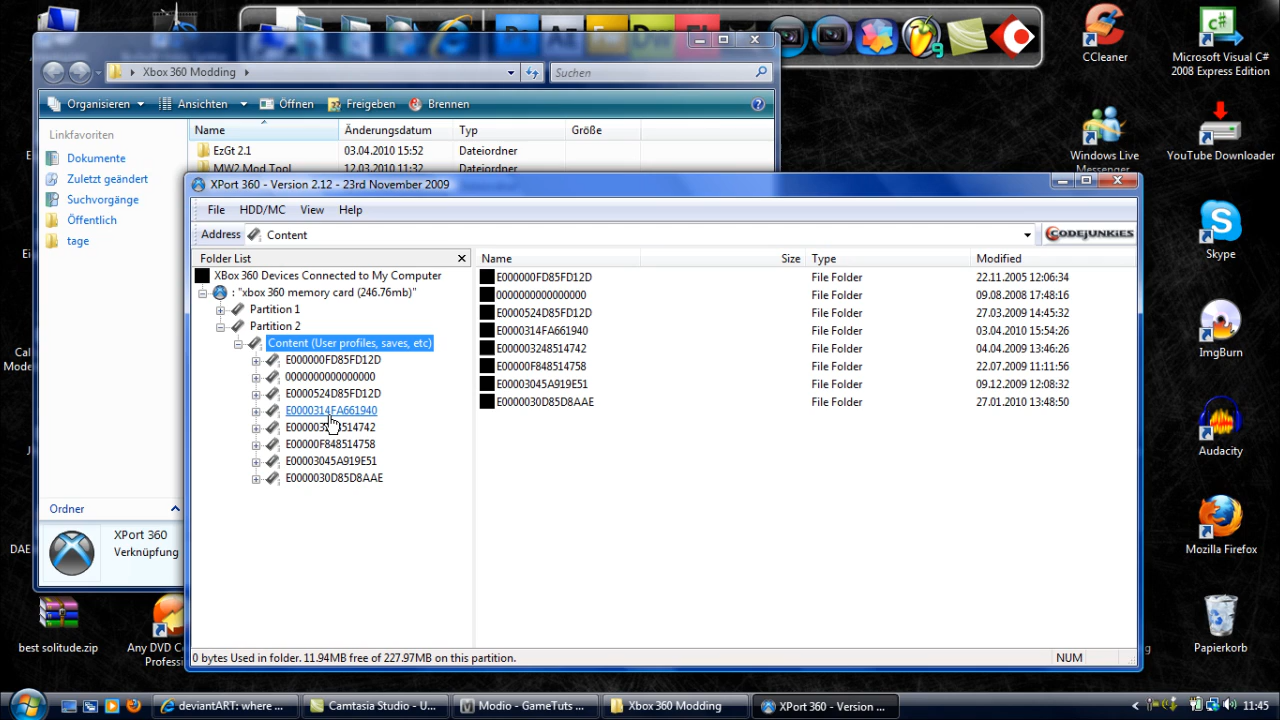 Xbox 360 Modding
Suchen
Organisieren Ansichten Öffnen Freigeben Brennen
Linkfavoriten
Dokumente
Zuletzt geändert
Suchvorgänge
Öffentlich
tage
Name Änderungsdatum Typ Größe
EzGt 2.1 03.04.2010 15:52 Dateiordner
MW2 Mod Tool 12.03.2010 11:32 Dateiordner
Ordner
XPort 360
Verknüpfung
XPort 360 - Version 2.12 - 23rd November 2009
File HDD/MC View Help
Address Content CODEJUNKIES
Folder List
XBox 360 Devices Connected to My Computer
: "xbox 360 memory card (246.76mb)"
Partition 1
Partition 2
Content (User profiles, saves, etc)
E000000FD85FD12D
0000000000000000
E0000524D85FD12D
E0000314FA661940
E000003248514742
E00000F848514758
E00003045A919E51
E0000030D85D8AAE
Name Size Type Modified
E000000FD85FD12D File Folder 22.11.2005 12:06:34
0000000000000000 File Folder 09.08.2008 17:48:16
E0000524D85FD12D File Folder 27.03.2009 14:45:32
E0000314FA661940 File Folder 03.04.2010 15:54:26
E000003248514742 File Folder 04.04.2009 13:46:26
E00000F848514758 File Folder 22.07.2009 11:11:56
E00003045A919E51 File Folder 09.12.2009 12:08:32
E0000030D85D8AAE File Folder 27.01.2010 13:48:50
0 bytes Used in folder. 11.94MB free of 227.97MB on this partition. NUM
CCleaner
Microsoft Visual C#
2008 Express Edition
Windows Live
Messenger
YouTube Downloader
Skype
ImgBurn
Audacity
Mozilla Firefox
Papierkorb
best solitude.zip
deviantART: where ... Camtasia Studio - U... Modio - GameTuts ... Xbox 360 Modding XPort 360 - Version ... 11:45